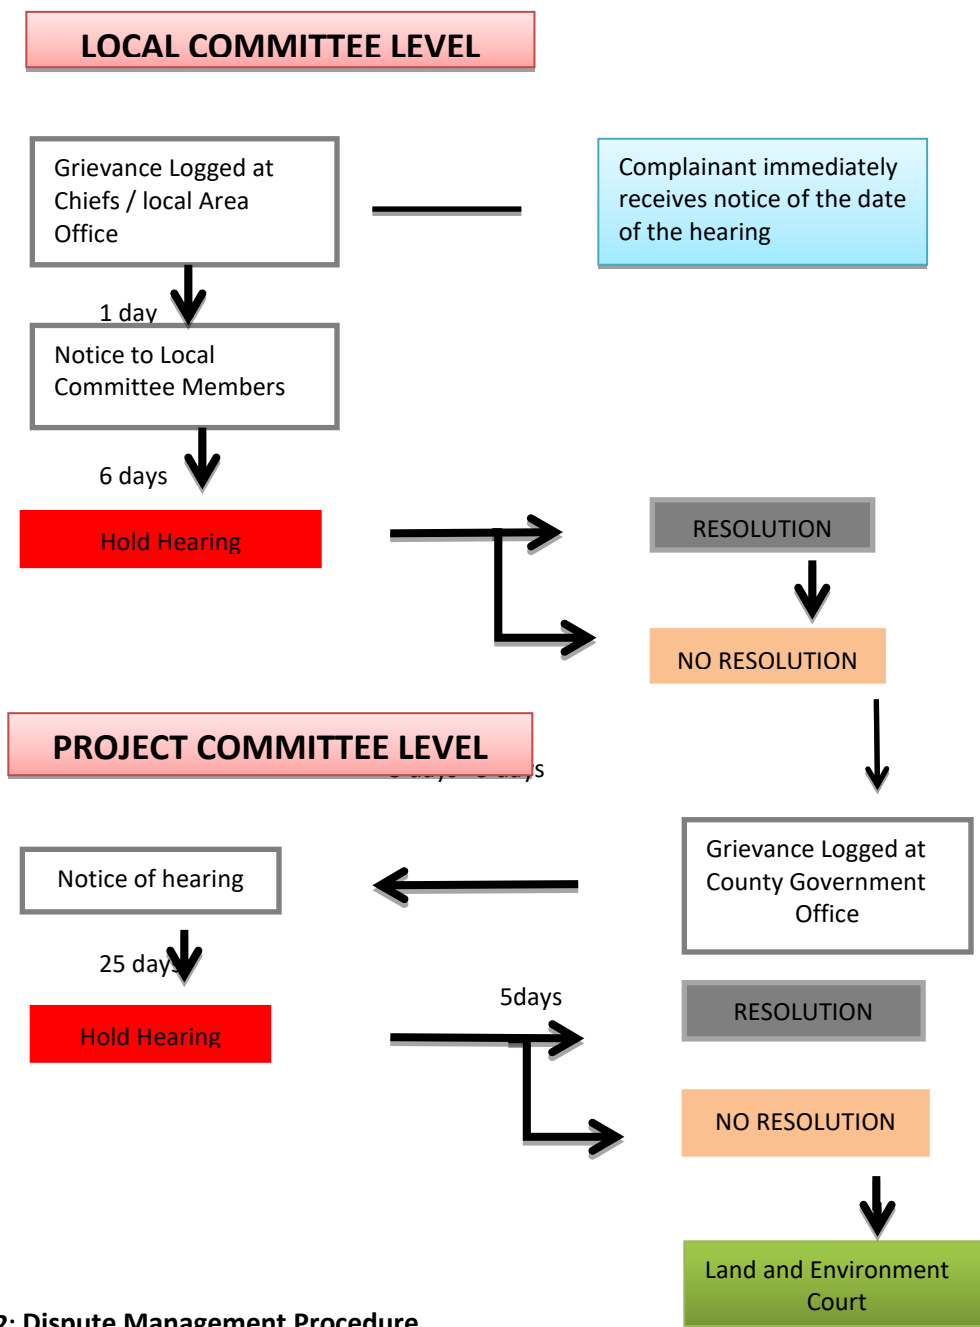 LOCAL COMMITTEE LEVEL
Grievance Logged at
Chiefs / local Area
Office
Complainant immediately
receives notice of the date
of the hearing
1 day
Notice to Local
Committee Members
6 days
Hold Hearing
RESOLUTION
NO RESOLUTION
PROJECT COMMITTEE LEVEL
days
Grievance Logged at
County Government
Office
Notice of hearing
25 days
5days
RESOLUTION
Hold Hearing
NO RESOLUTION
Land and Environment
Court
2: Dispute Management Procedure